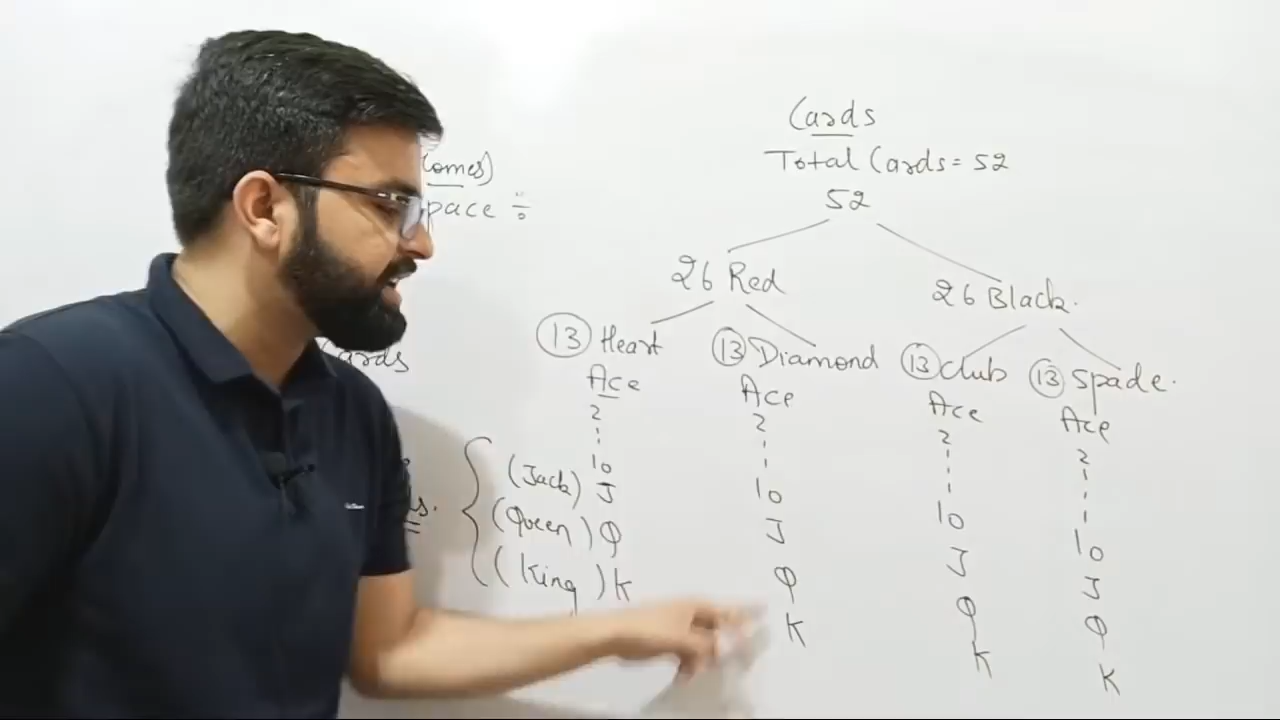 Cards
Total Cards = 52
52
26 Red
26 Black.
13 Heart
13 Diamond
13 Club
13 Spade.
Ace
2
10
(Jack) J
(Queen) Q
(King) K
Ace
2
10
J
Q
K
Ace
2
10
J
Q
K
Ace
2
10
J
Q
K
comes)
pace ÷
Cards